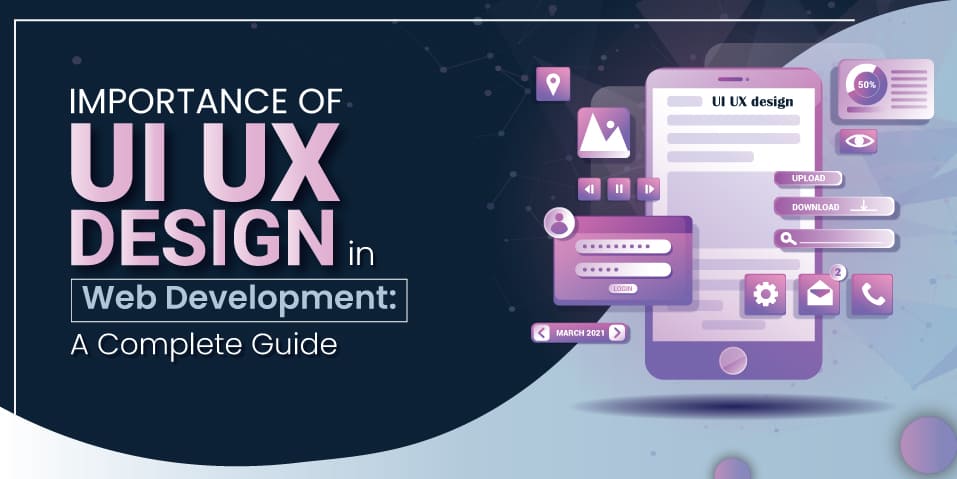 IMPORTANCE OF
UI UX
DESIGN in
Web Development:
A Complete Guide
UI UX design
50%
UPLOAD
DOWNLOAD
2
LOGIN
MARCH 2021